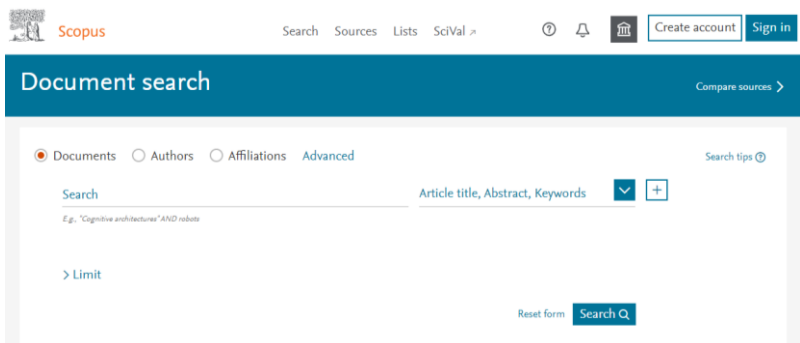 Scopus
Search Sources Lists SciVal ↗
Create account Sign in
Document search
Compare sources
Documents Authors Affiliations Advanced
Search tips
Search
Article title, Abstract, Keywords
E.g., "Cognitive architectures" AND robots
Limit
Reset form Search